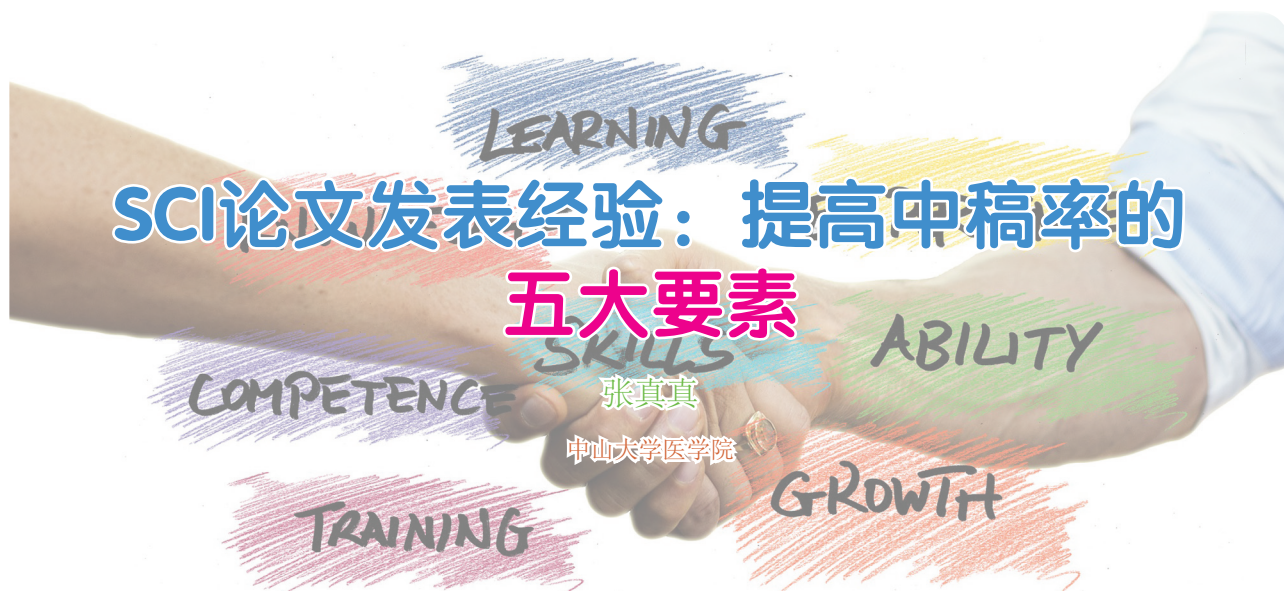 LEARNING
SCI论文发表经验：提高中稿率的
五大要素
SKILLS
ABILITY
COMPETENCE
张真真
中山大学医学院
GROWTH
TRAINING